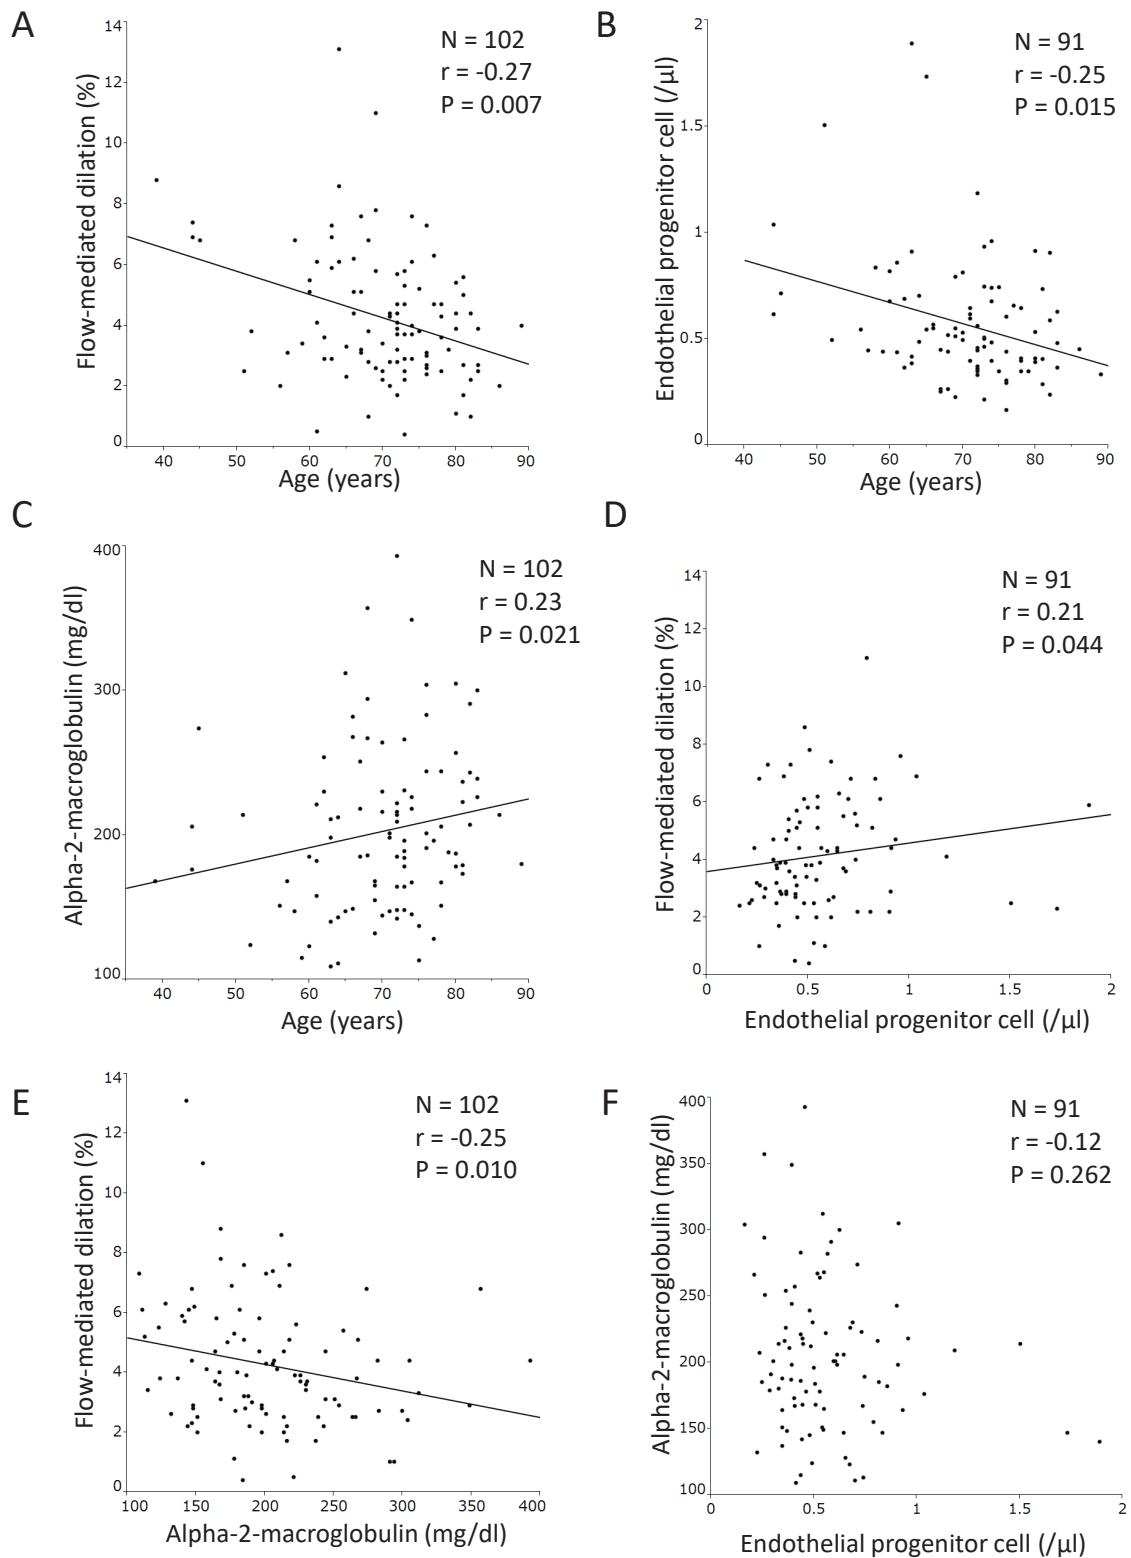 A
N = 102
r = -0.27
P = 0.007
Flow-mediated dilation (%)
14
12
10
8
6
4
2
0
40 50 60 70 80 90
Age (years)
B
N = 91
r = -0.25
P = 0.015
Endothelial progenitor cell (/μl)
2
1.5
1
0.5
0
40 50 60 70 80 90
Age (years)
C
N = 102
r = 0.23
P = 0.021
Alpha-2-macroglobulin (mg/dl)
400
300
200
100
40 50 60 70 80 90
Age (years)
D
N = 91
r = 0.21
P = 0.044
Flow-mediated dilation (%)
14
12
10
8
6
4
2
0
0 0.5 1 1.5 2
Endothelial progenitor cell (/μl)
E
N = 102
r = -0.25
P = 0.010
Flow-mediated dilation (%)
14
12
10
8
6
4
2
0
100 150 200 250 300 350 400
Alpha-2-macroglobulin (mg/dl)
F
N = 91
r = -0.12
P = 0.262
Alpha-2-macroglobulin (mg/dl)
400
350
300
250
200
150
100
0 0.5 1 1.5 2
Endothelial progenitor cell (/μl)